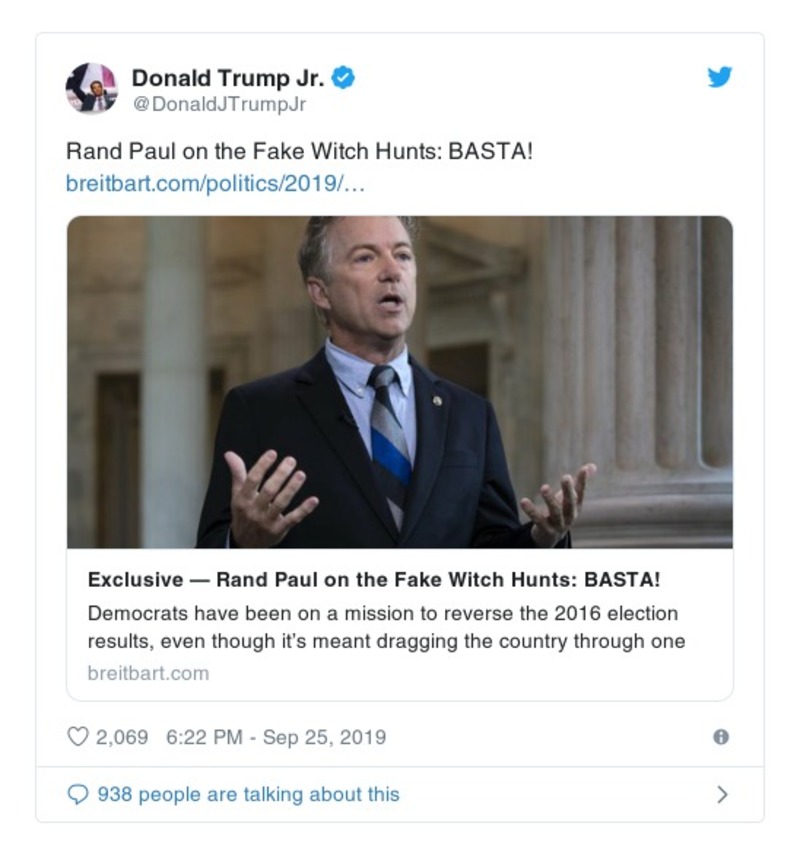 Donald Trump Jr.
@DonaldJTrumpJr
Rand Paul on the Fake Witch Hunts: BASTA!
breitbart.com/politics/2019/…
Exclusive — Rand Paul on the Fake Witch Hunts: BASTA!
Democrats have been on a mission to reverse the 2016 election
results, even though it's meant dragging the country through one
breitbart.com
2,069 6:22 PM - Sep 25, 2019
938 people are talking about this